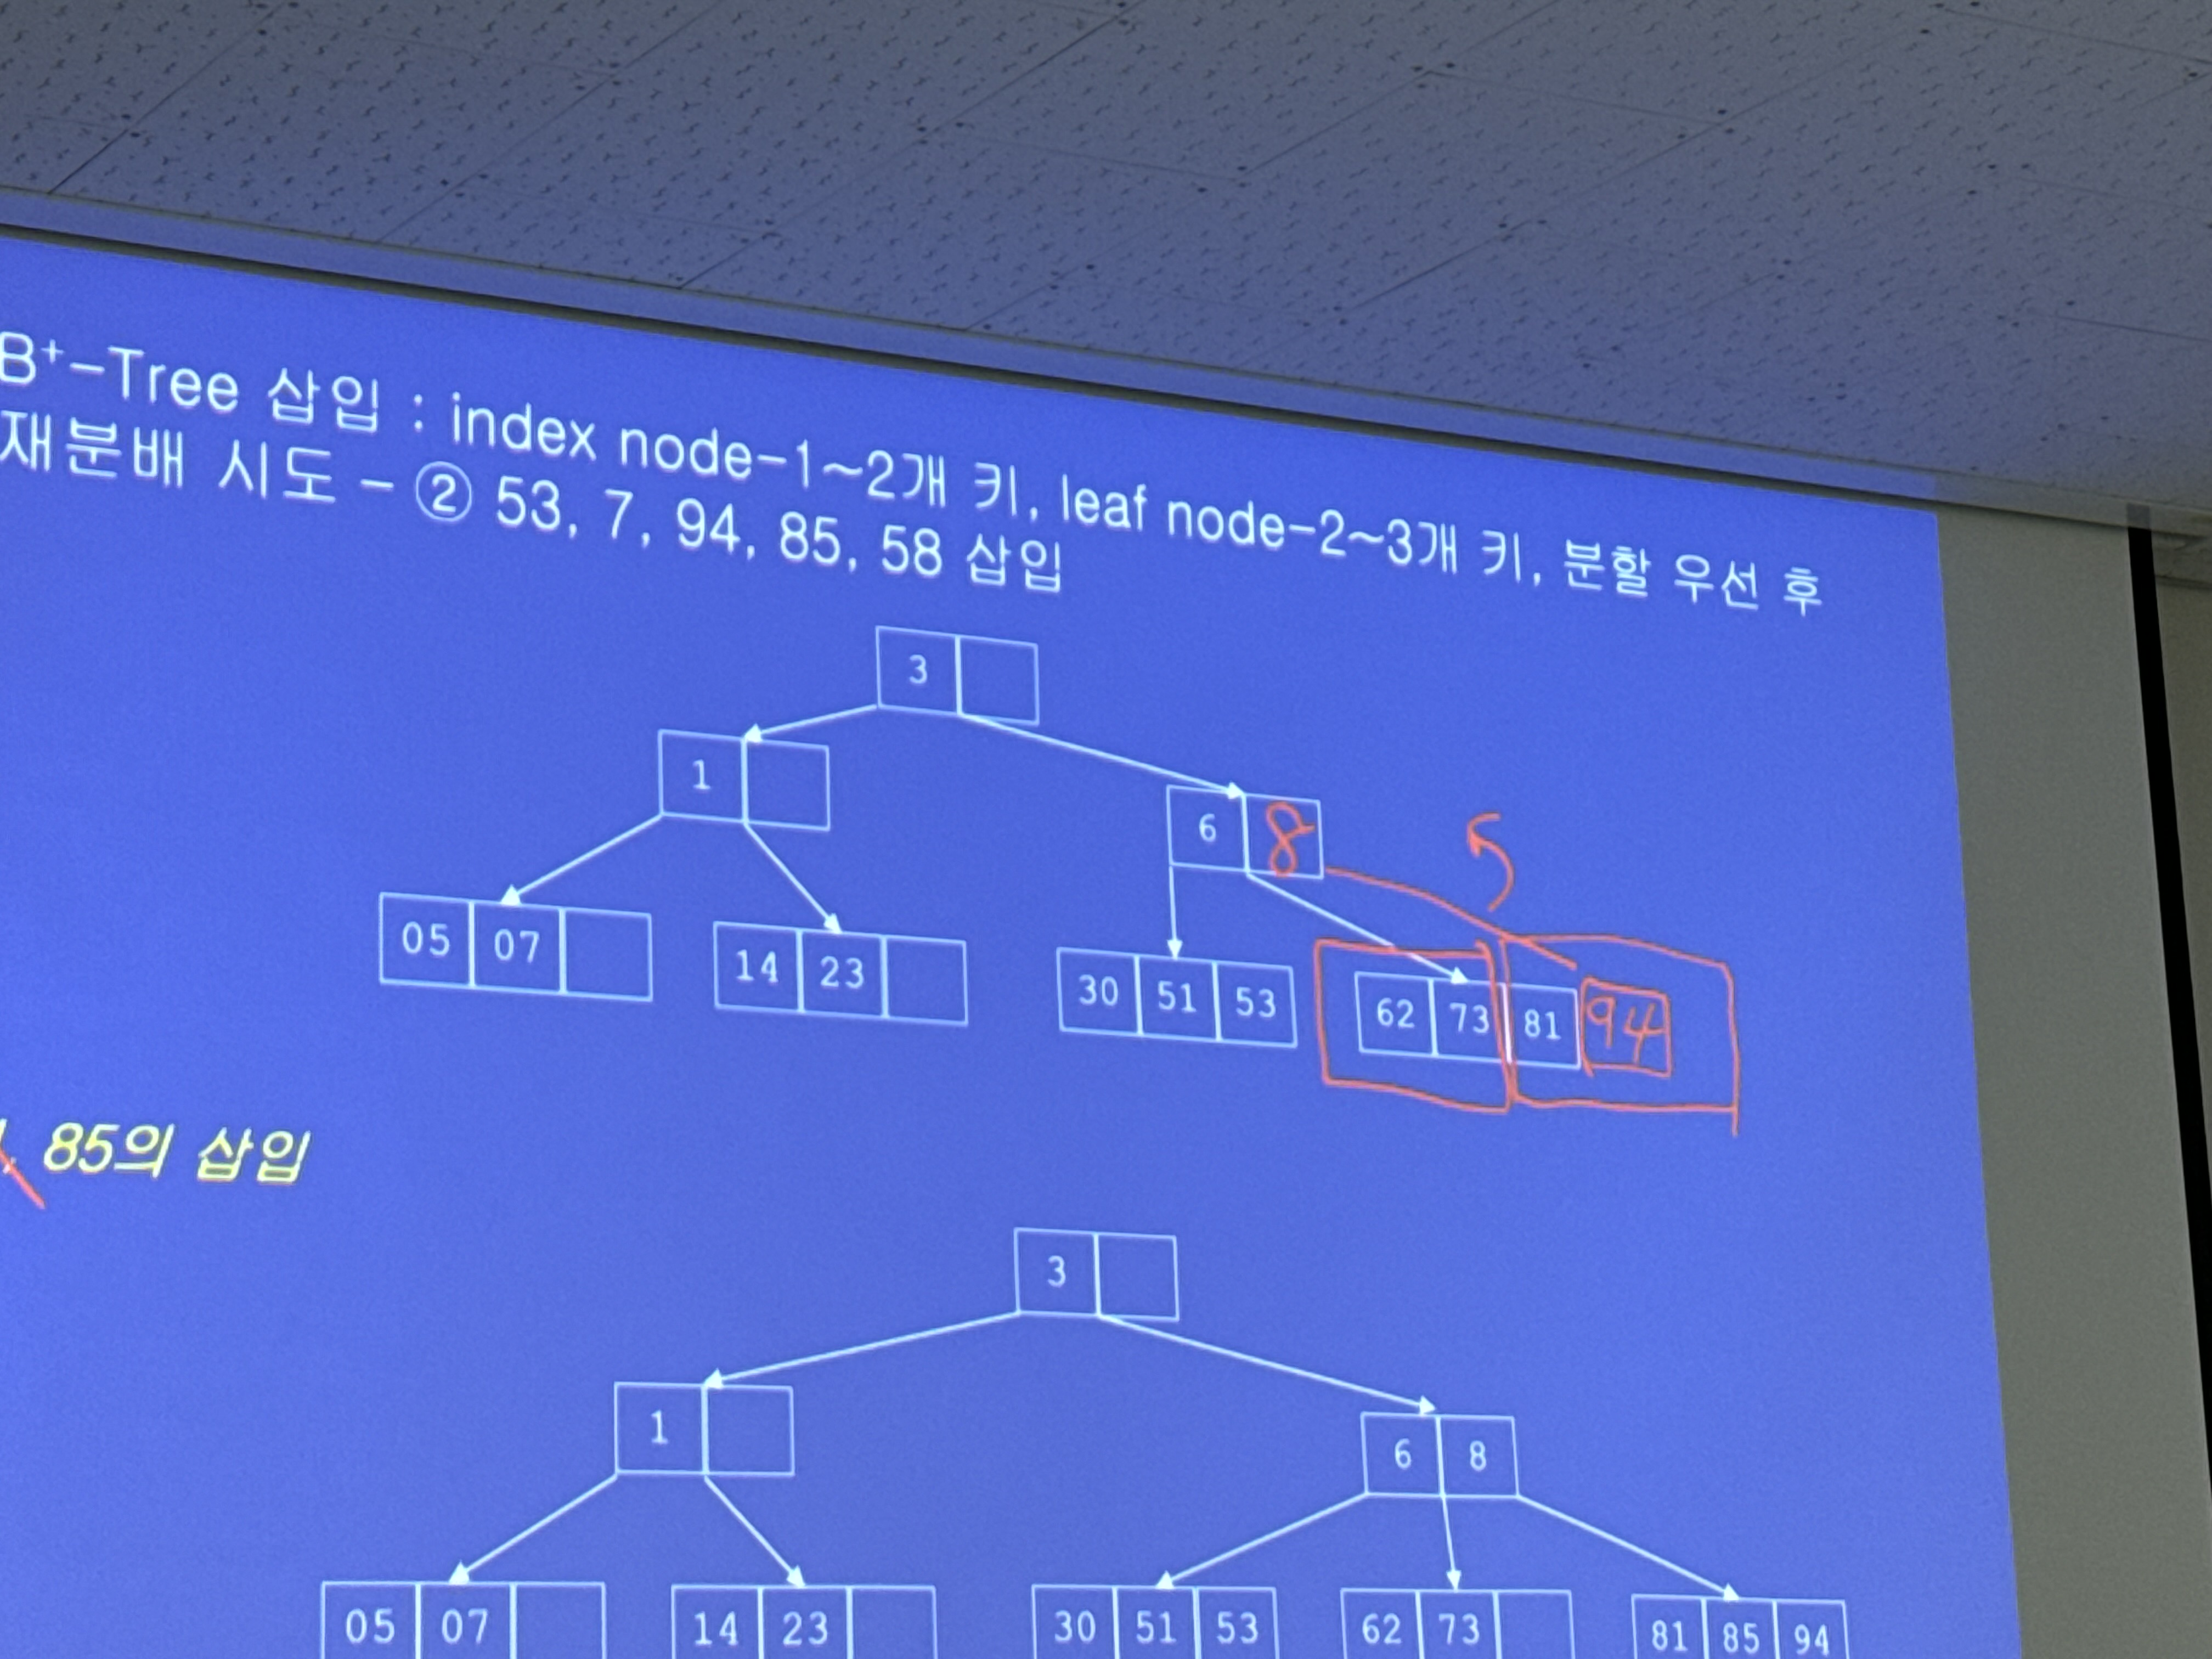 B⁺-Tree 삽입 : index node-1~2개 키, leaf node-2~3개 키, 분할 우선 후
재분배 시도 - ② 53, 7, 94, 85, 58 삽입
3
1
6 8
05 07
14 23
30 51 53
62 73 81 94
85의 삽입
3
1
6 8
05 07
14 23
30 51 53
62 73
81 85 94